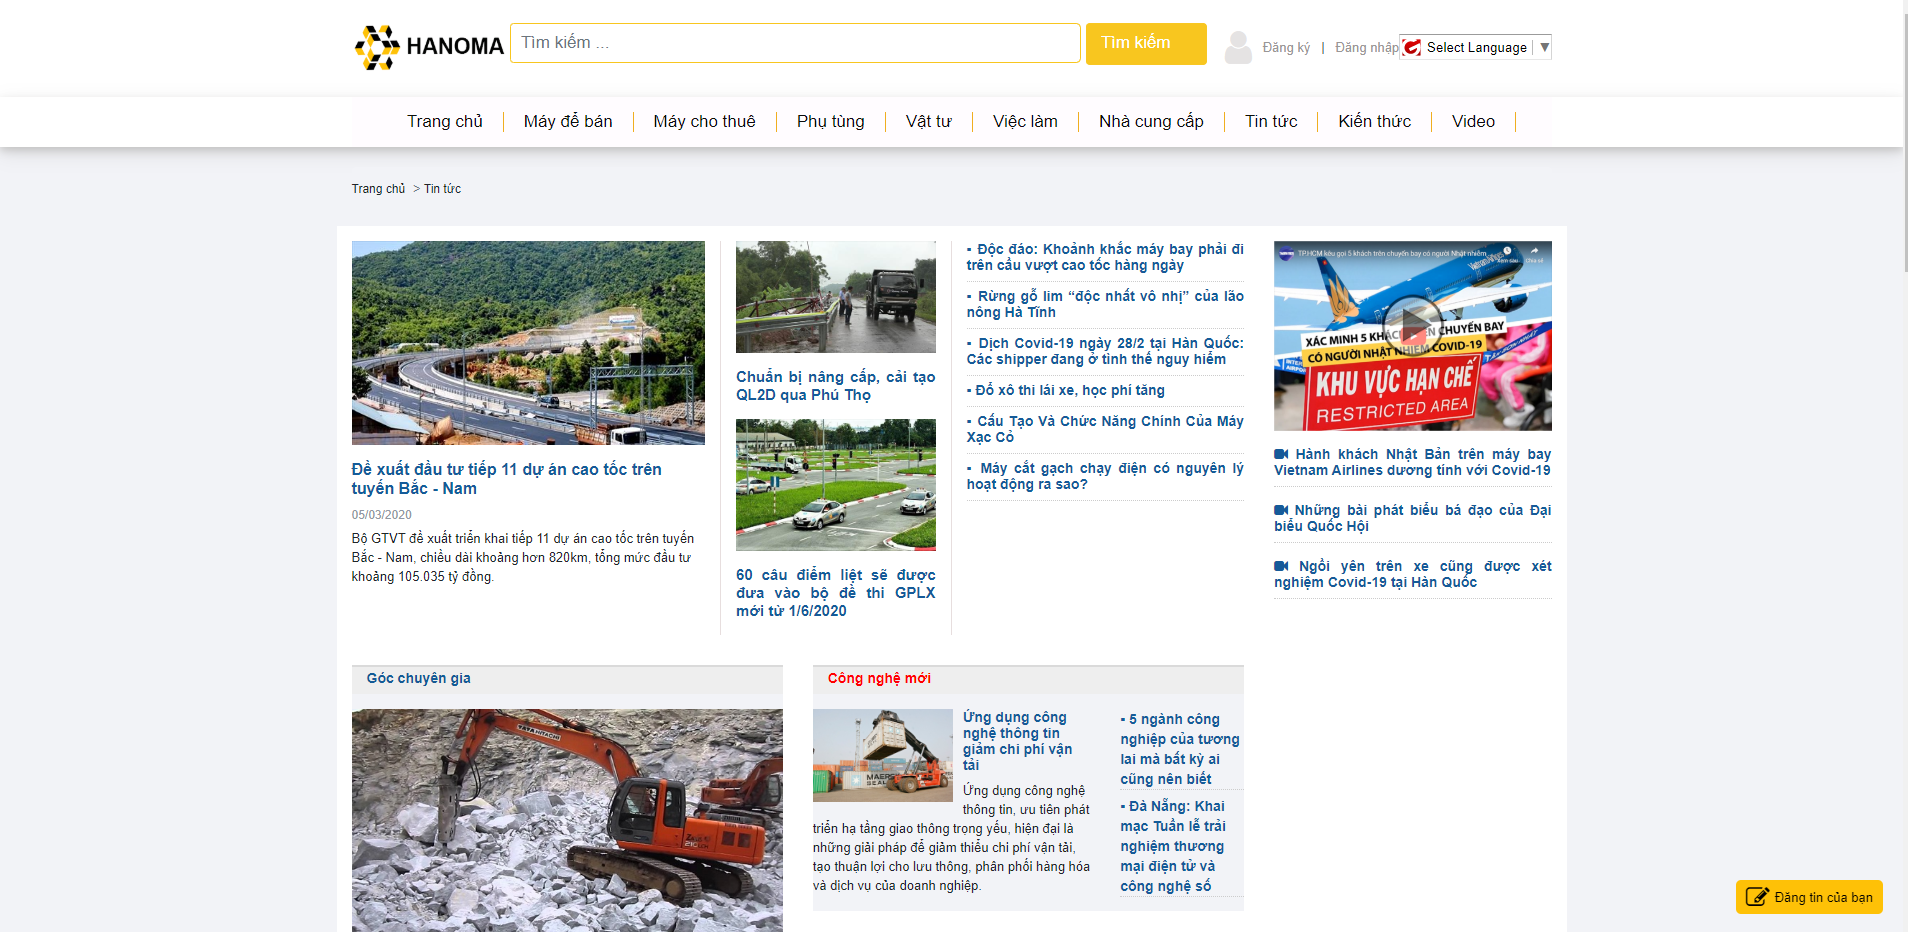 HANOMA
Tìm kiếm ...
Tìm kiếm
Đăng ký | Đăng nhập
Select Language ▼
Trang chủ
Máy để bán
Máy cho thuê
Phụ tùng
Vật tư
Việc làm
Nhà cung cấp
Tin tức
Kiến thức
Video
Trang chủ > Tin tức
Đề xuất đầu tư tiếp 11 dự án cao tốc trên
tuyến Bắc - Nam
05/03/2020
Bộ GTVT đề xuất triển khai tiếp 11 dự án cao tốc trên tuyến
Bắc - Nam, chiều dài khoảng hơn 820km, tổng mức đầu tư
khoảng 105.035 tỷ đồng.
Chuẩn bị nâng cấp, cải tạo
QL2D qua Phú Thọ
60 câu điểm liệt sẽ được
đưa vào bộ đề thi GPLX
mới từ 1/6/2020
▪ Độc đáo: Khoảnh khắc máy bay phải đi
trên cầu vượt cao tốc hàng ngày
▪ Rừng gỗ lim “độc nhất vô nhị” của lão
nông Hà Tĩnh
▪ Dịch Covid-19 ngày 28/2 tại Hàn Quốc:
Các shipper đang ở tình thế nguy hiểm
▪ Đổ xô thi lái xe, học phí tăng
▪ Cấu Tạo Và Chức Năng Chính Của Máy
Xạc Cỏ
▪ Máy cắt gạch chạy điện có nguyên lý
hoạt động ra sao?
TP.HCM kêu gọi 5 khách trên chuyến bay có người Nhật nhiễm
Xem sau
Chia sẻ
XÁC MINH 5 KHÁCH TRÊN CHUYẾN BAY
CÓ NGƯỜI NHẬT NHIỄM COVID-19
KHU VỰC HẠN CHẾ
RESTRICTED AREA
Hành khách Nhật Bản trên máy bay
Vietnam Airlines dương tính với Covid-19
Những bài phát biểu bá đạo của Đại
biểu Quốc Hội
Ngồi yên trên xe cũng được xét
nghiệm Covid-19 tại Hàn Quốc
Góc chuyên gia
TATA HITACHI
Công nghệ mới
Ứng dụng công
nghệ thông tin
giảm chi phí vận
tải
Ứng dụng công nghệ
thông tin, ưu tiên phát
triển hạ tầng giao thông trọng yếu, hiện đại là
những giải pháp để giảm thiểu chi phí vận tải,
tạo thuận lợi cho lưu thông, phân phối hàng hóa
và dịch vụ của doanh nghiệp.
▪ 5 ngành công
nghiệp của tương
lai mà bất kỳ ai
cũng nên biết
▪ Đà Nẵng: Khai
mạc Tuần lễ trải
nghiệm thương
mại điện tử và
công nghệ số
Đăng tin của bạn